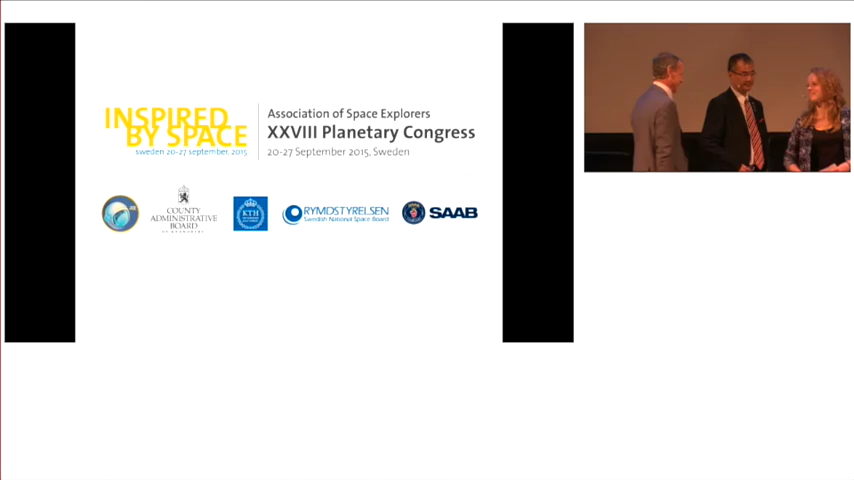 INSPIRED
BY SPACE
sweden 20-27 september, 2015
Association of Space Explorers
XXVIII Planetary Congress
20-27 September 2015, Sweden
COUNTY
ADMINISTRATIVE
BOARD
KTH
RYMDSTYRELSEN
Swedish National Space Board
SAAB